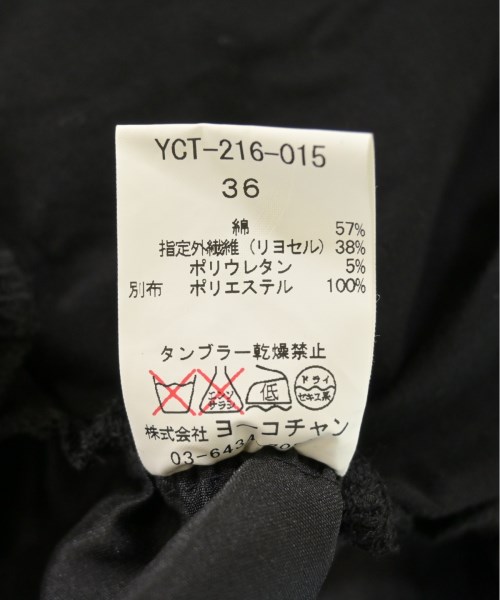 YCT-216-015
36
綿 57%
指定外繊維（リヨセル）38%
ポリウレタン 5%
別布 ポリエステル 100%
タンブラー乾燥禁止
エンソ サラシ 低 ドライ セキユ系
株式会社 ヨーコチャン
03-6434